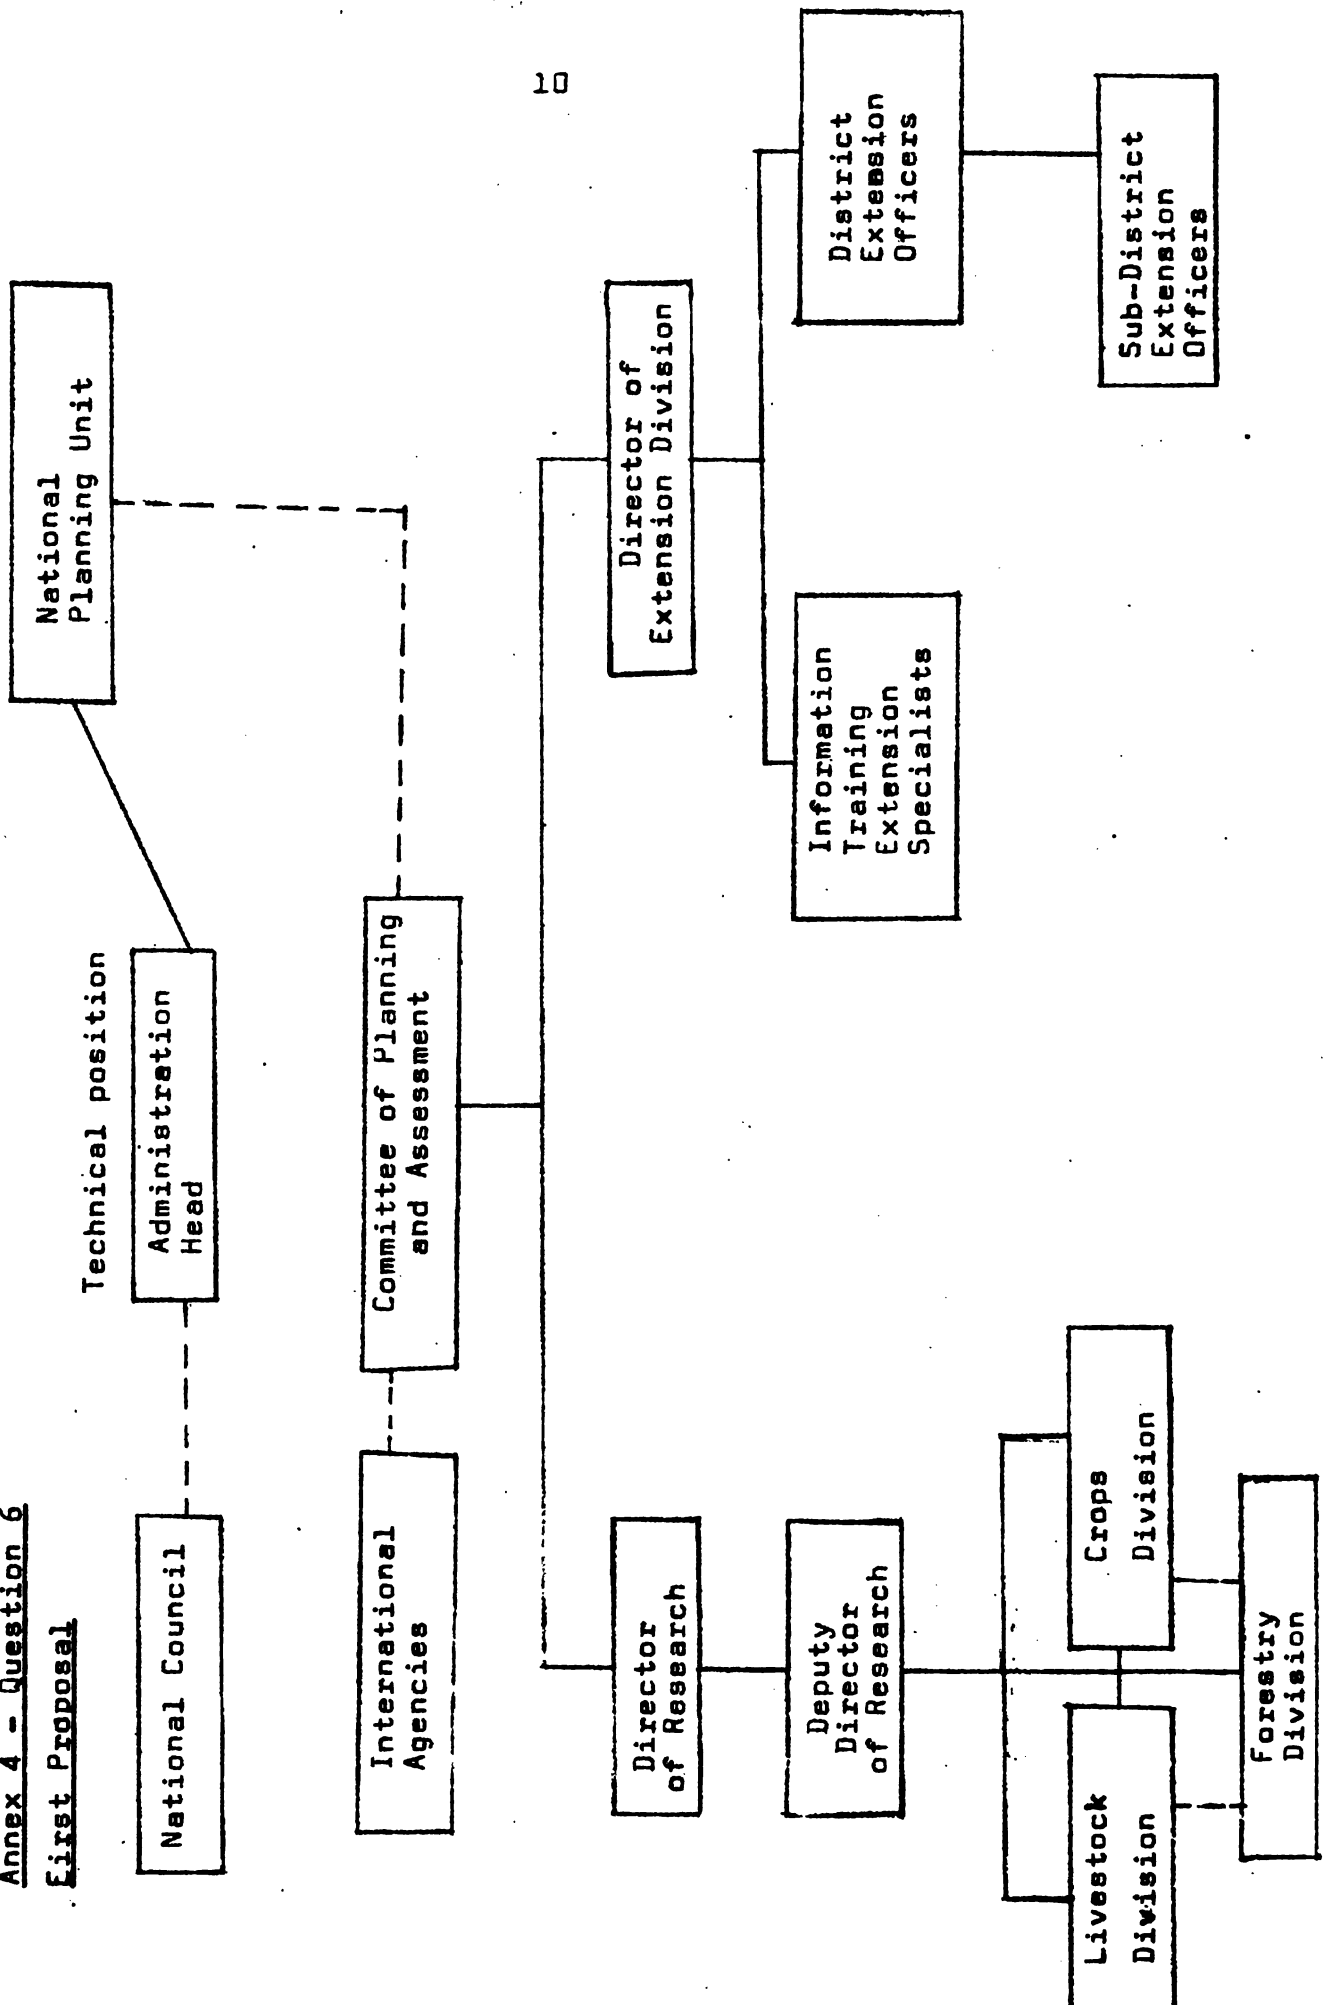 10
Annex 4 - Question 6
First Proposal
Technical position
National Council
Administration
Head
National
Planning Unit
International
Agencies
Committee of Planning
and Assessment
Director
of Research
Director of
Extension Division
Deputy
Director
of Research
Information
Training
Extension
Specialists
District
Extension
Officers
Livestock
Division
Crops
Division
Sub-District
Extension
Officers
Forestry
Division